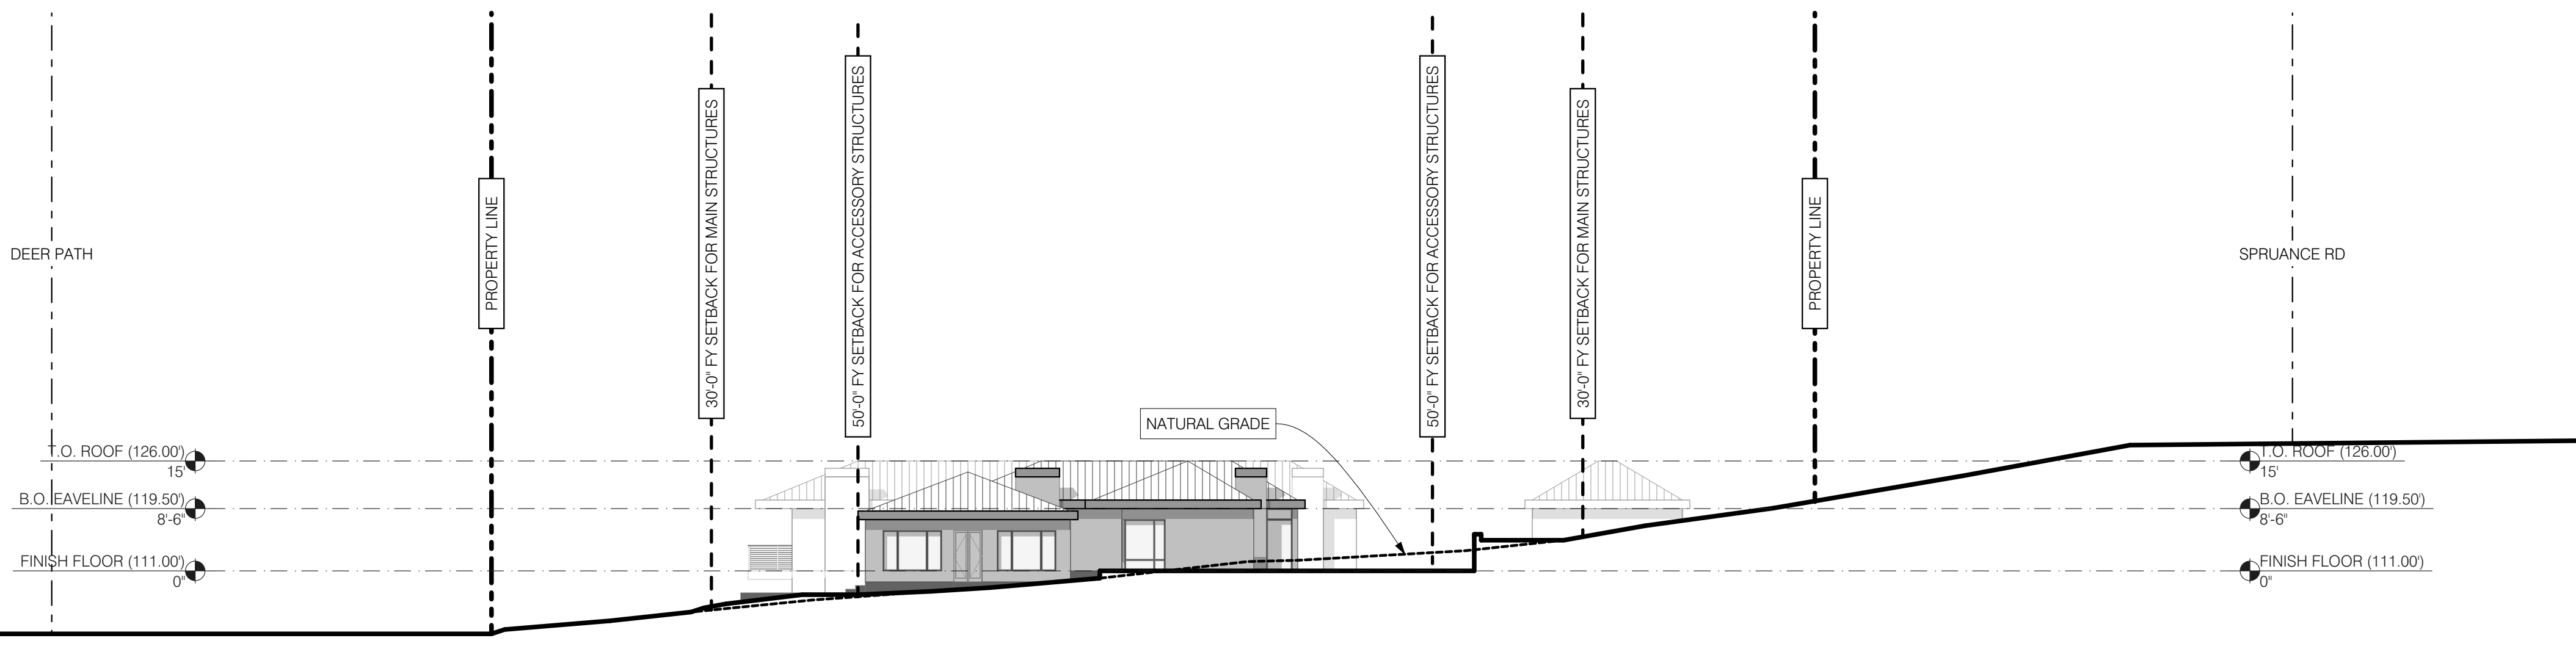 DEER PATH
PROPERTY LINE
30'-0" FY SETBACK FOR MAIN STRUCTURES
50'-0" FY SETBACK FOR ACCESSORY STRUCTURES
50'-0" FY SETBACK FOR ACCESSORY STRUCTURES
30'-0" FY SETBACK FOR MAIN STRUCTURES
PROPERTY LINE
SPRUANCE RD
NATURAL GRADE
T.O. ROOF (126.00')
15'
B.O. EAVELINE (119.50')
8'-6"
FINISH FLOOR (111.00')
0"
T.O. ROOF (126.00')
15'
B.O. EAVELINE (119.50')
8'-6"
FINISH FLOOR (111.00')
0"